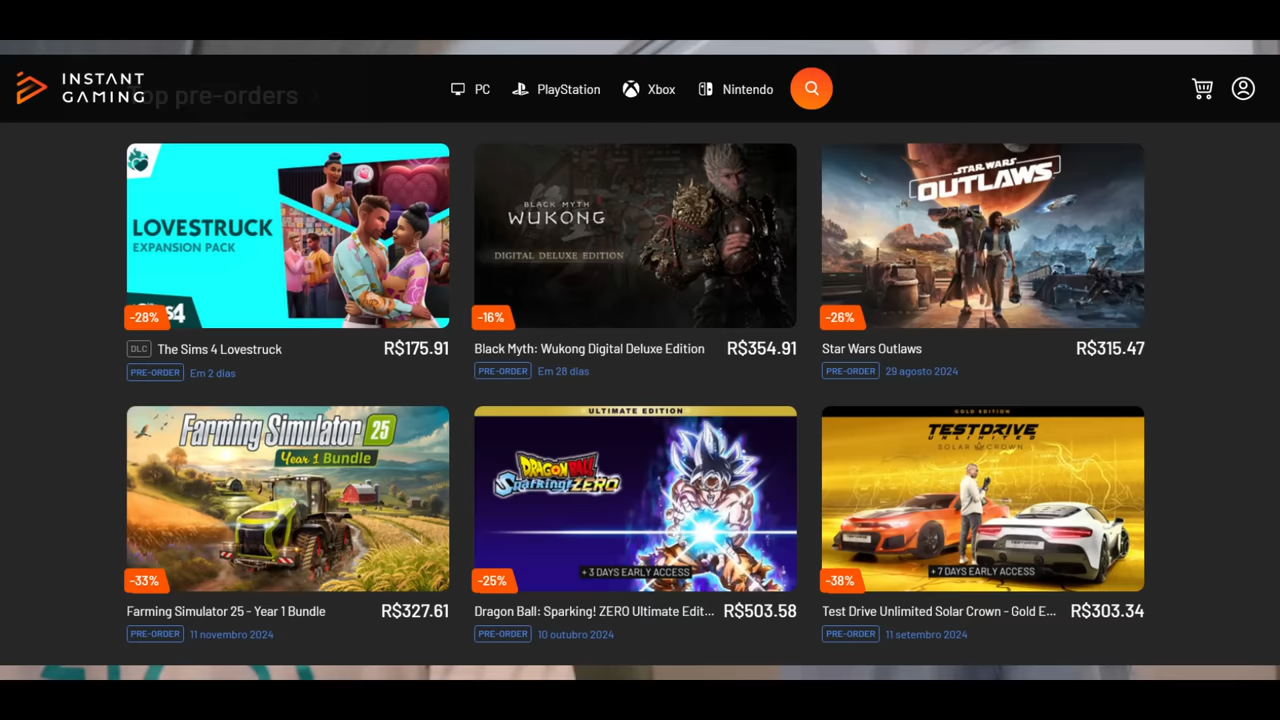 INSTANT
GAMING
Top pre-orders
PC
PlayStation
Xbox
Nintendo
LOVESTRUCK
EXPANSION PACK
-28%
DLC The Sims 4 Lovestruck R$175.91
PRE-ORDER Em 2 dias
BLACK MYTH
WUKONG
DIGITAL DELUXE EDITION
-16%
Black Myth: Wukong Digital Deluxe Edition R$354.91
PRE-ORDER Em 28 dias
STAR WARS
OUTLAWS
-26%
Star Wars Outlaws R$315.47
PRE-ORDER 29 agosto 2024
Farming Simulator 25
Year 1 Bundle
-33%
Farming Simulator 25 - Year 1 Bundle R$327.61
PRE-ORDER 11 novembro 2024
ULTIMATE EDITION
DRAGON BALL
Sparking! ZERO
+ 3 DAYS EARLY ACCESS
-25%
Dragon Ball: Sparking! ZERO Ultimate Edit... R$503.58
PRE-ORDER 10 outubro 2024
GOLD EDITION
TEST DRIVE
UNLIMITED
SOLAR CROWN
+ 7 DAYS EARLY ACCESS
-38%
Test Drive Unlimited Solar Crown - Gold E... R$303.34
PRE-ORDER 11 setembro 2024